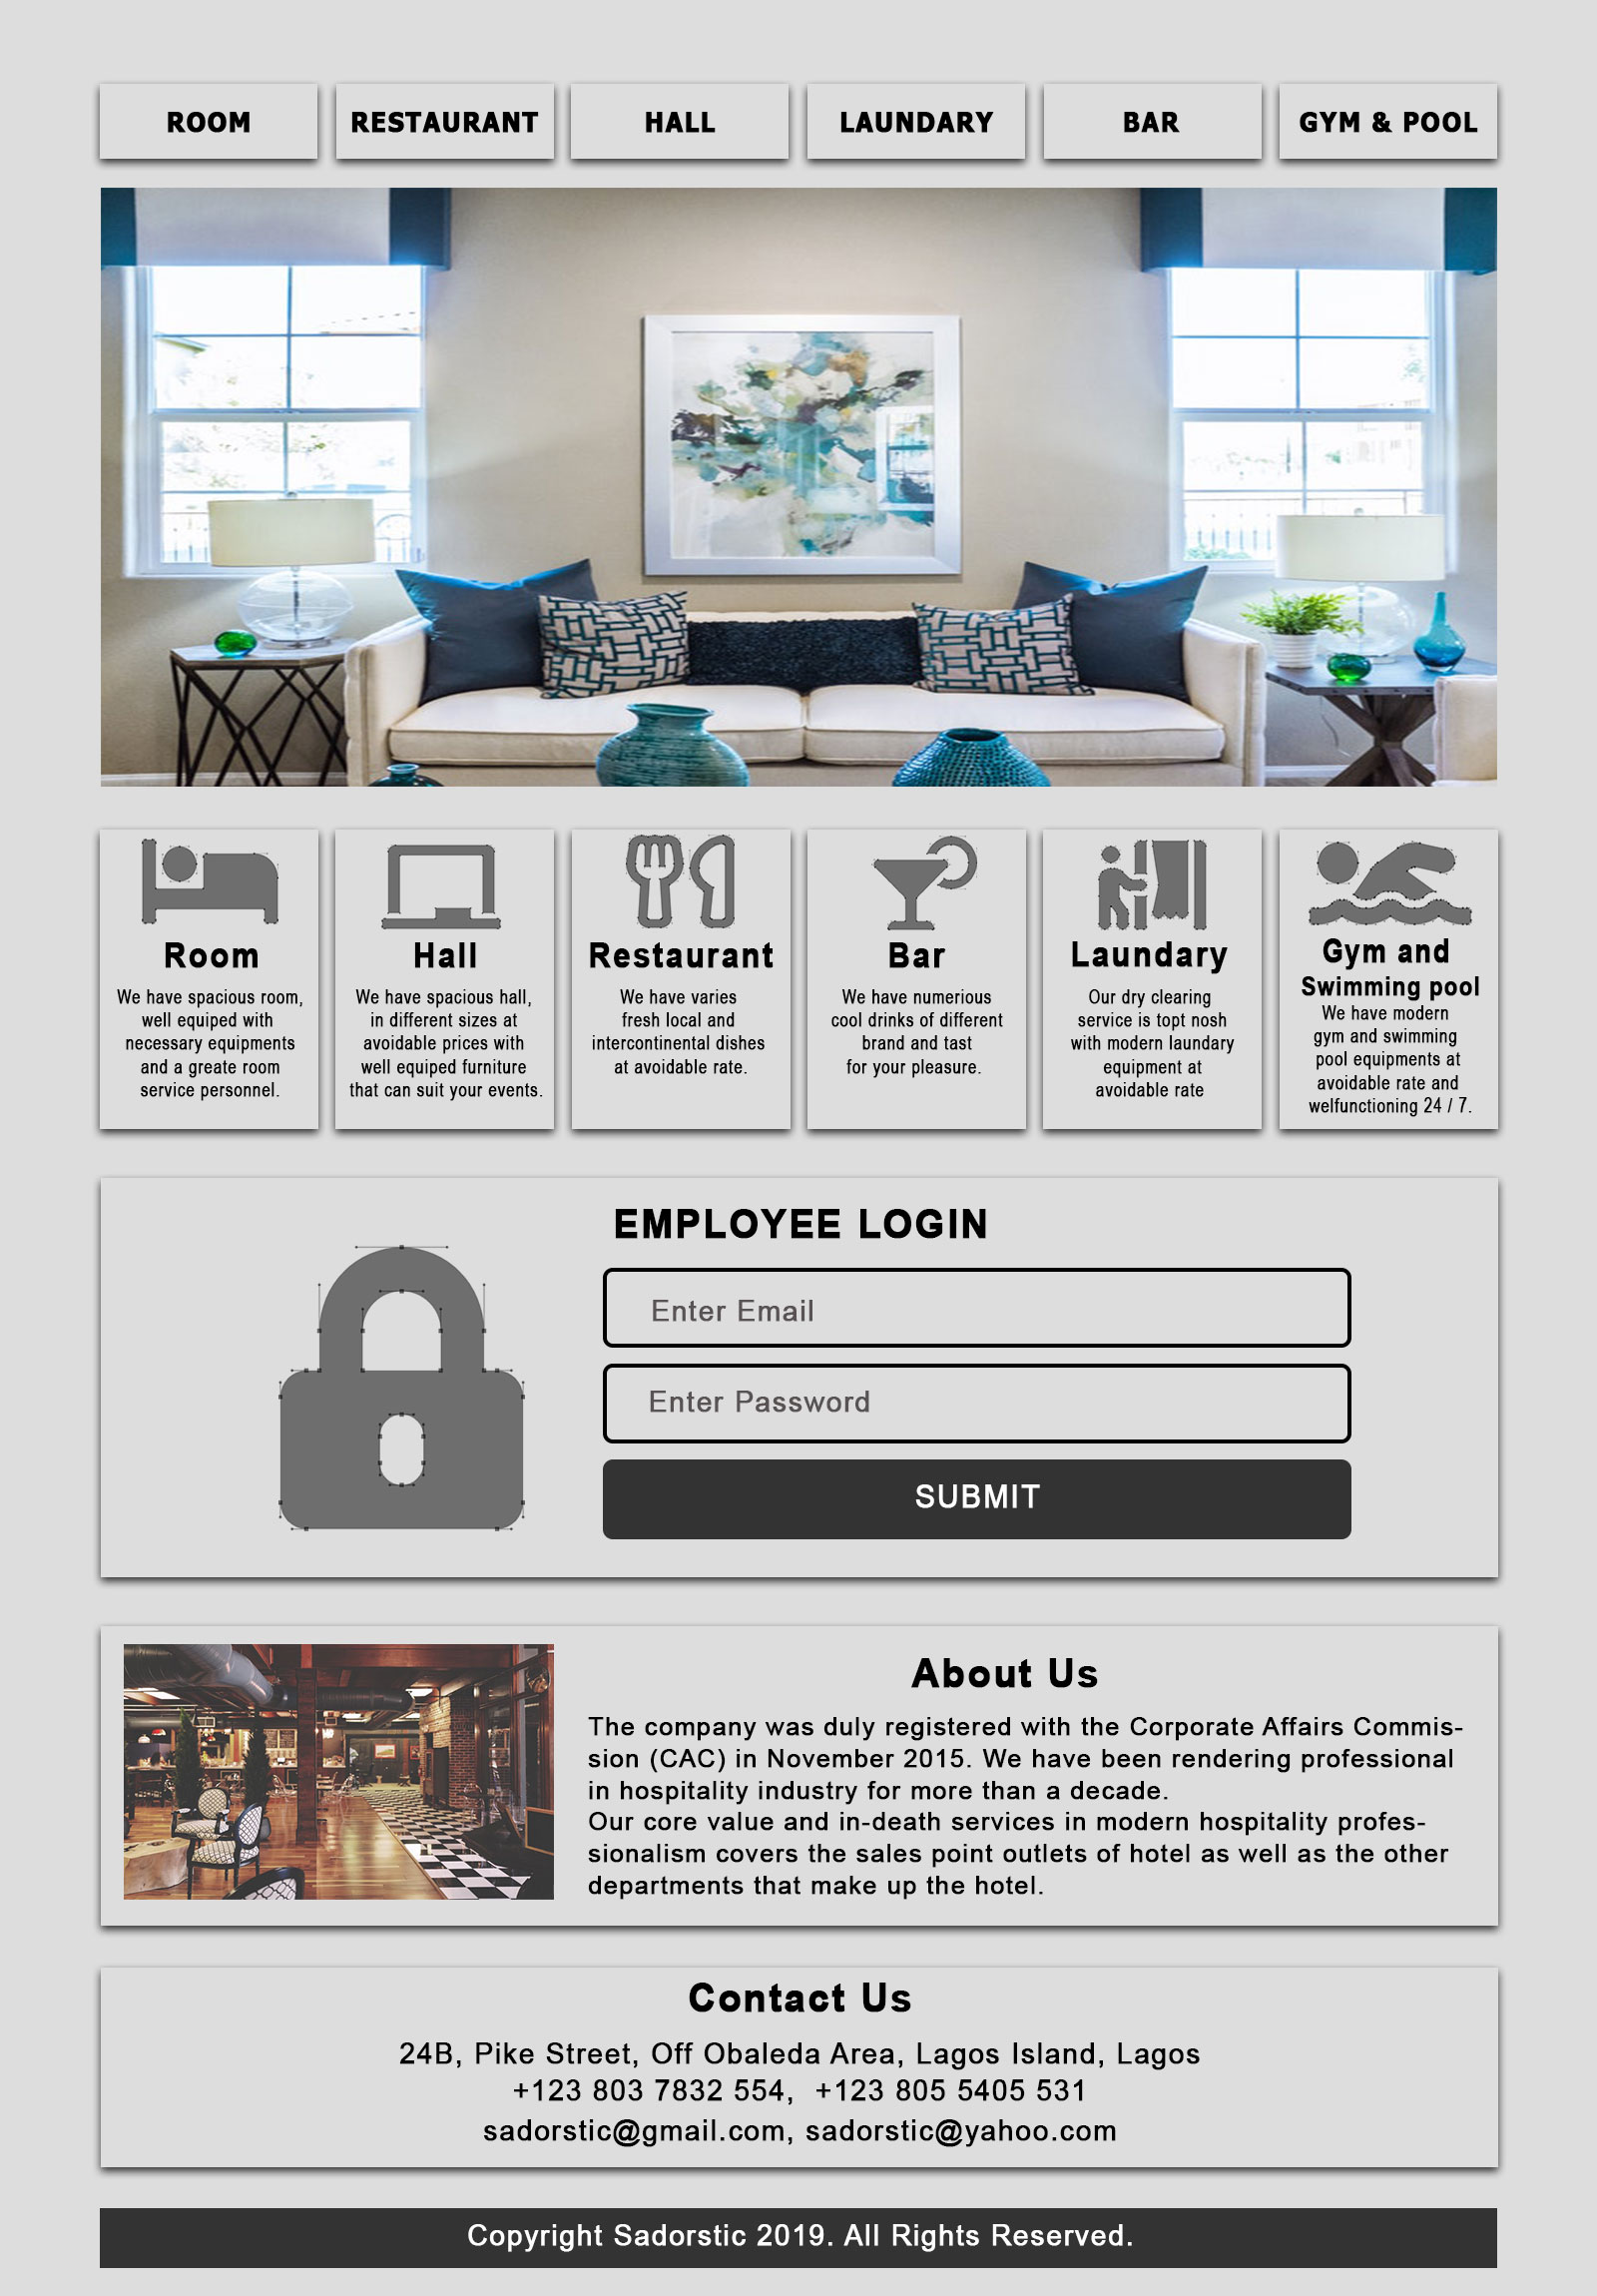 ROOM
RESTAURANT
HALL
LAUNDARY
BAR
GYM & POOL
Room
We have spacious room,
well equiped with
necessary equipments
and a greate room
service personnel.
Hall
We have spacious hall,
in different sizes at
avoidable prices with
well equiped furniture
that can suit your events.
Restaurant
We have varies
fresh local and
intercontinental dishes
at avoidable rate.
Bar
We have numerious
cool drinks of different
brand and tast
for your pleasure.
Laundary
Our dry clearing
service is topt nosh
with modern laundary
equipment at
avoidable rate
Gym and
Swimming pool
We have modern
gym and swimming
pool equipments at
avoidable rate and
welfunctioning 24 / 7.
EMPLOYEE LOGIN
Enter Email
Enter Password
SUBMIT
About Us
The company was duly registered with the Corporate Affairs Commis-
sion (CAC) in November 2015. We have been rendering professional
in hospitality industry for more than a decade.
Our core value and in-death services in modern hospitality profes-
sionalism covers the sales point outlets of hotel as well as the other
departments that make up the hotel.
Contact Us
24B, Pike Street, Off Obaleda Area, Lagos Island, Lagos
+123 803 7832 554, +123 805 5405 531
sadorstic@gmail.com, sadorstic@yahoo.com
Copyright Sadorstic 2019. All Rights Reserved.